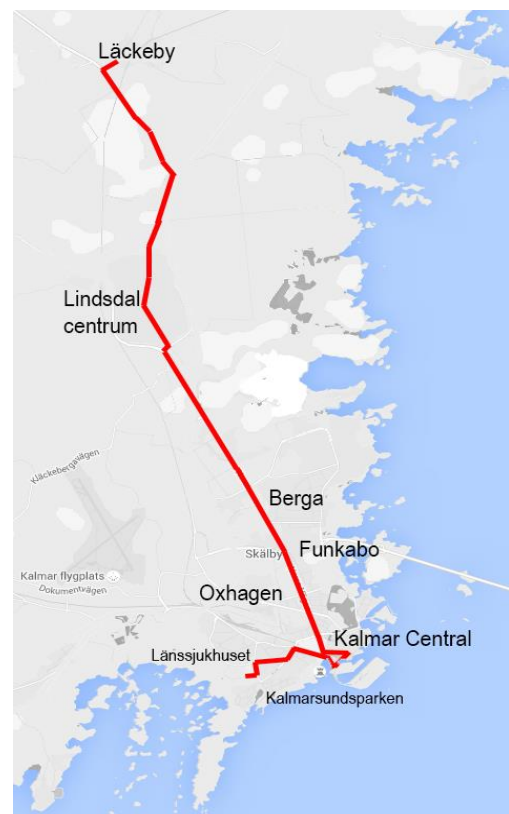 Läckeby
Lindsdal
centrum
Kläckebergavägen
Berga
Funkabo
Skälby
Kalmar flygplats
Dokumentvägen
Oxhagen
Kalmar Central
Länssjukhuset
Kalmarsundsparken